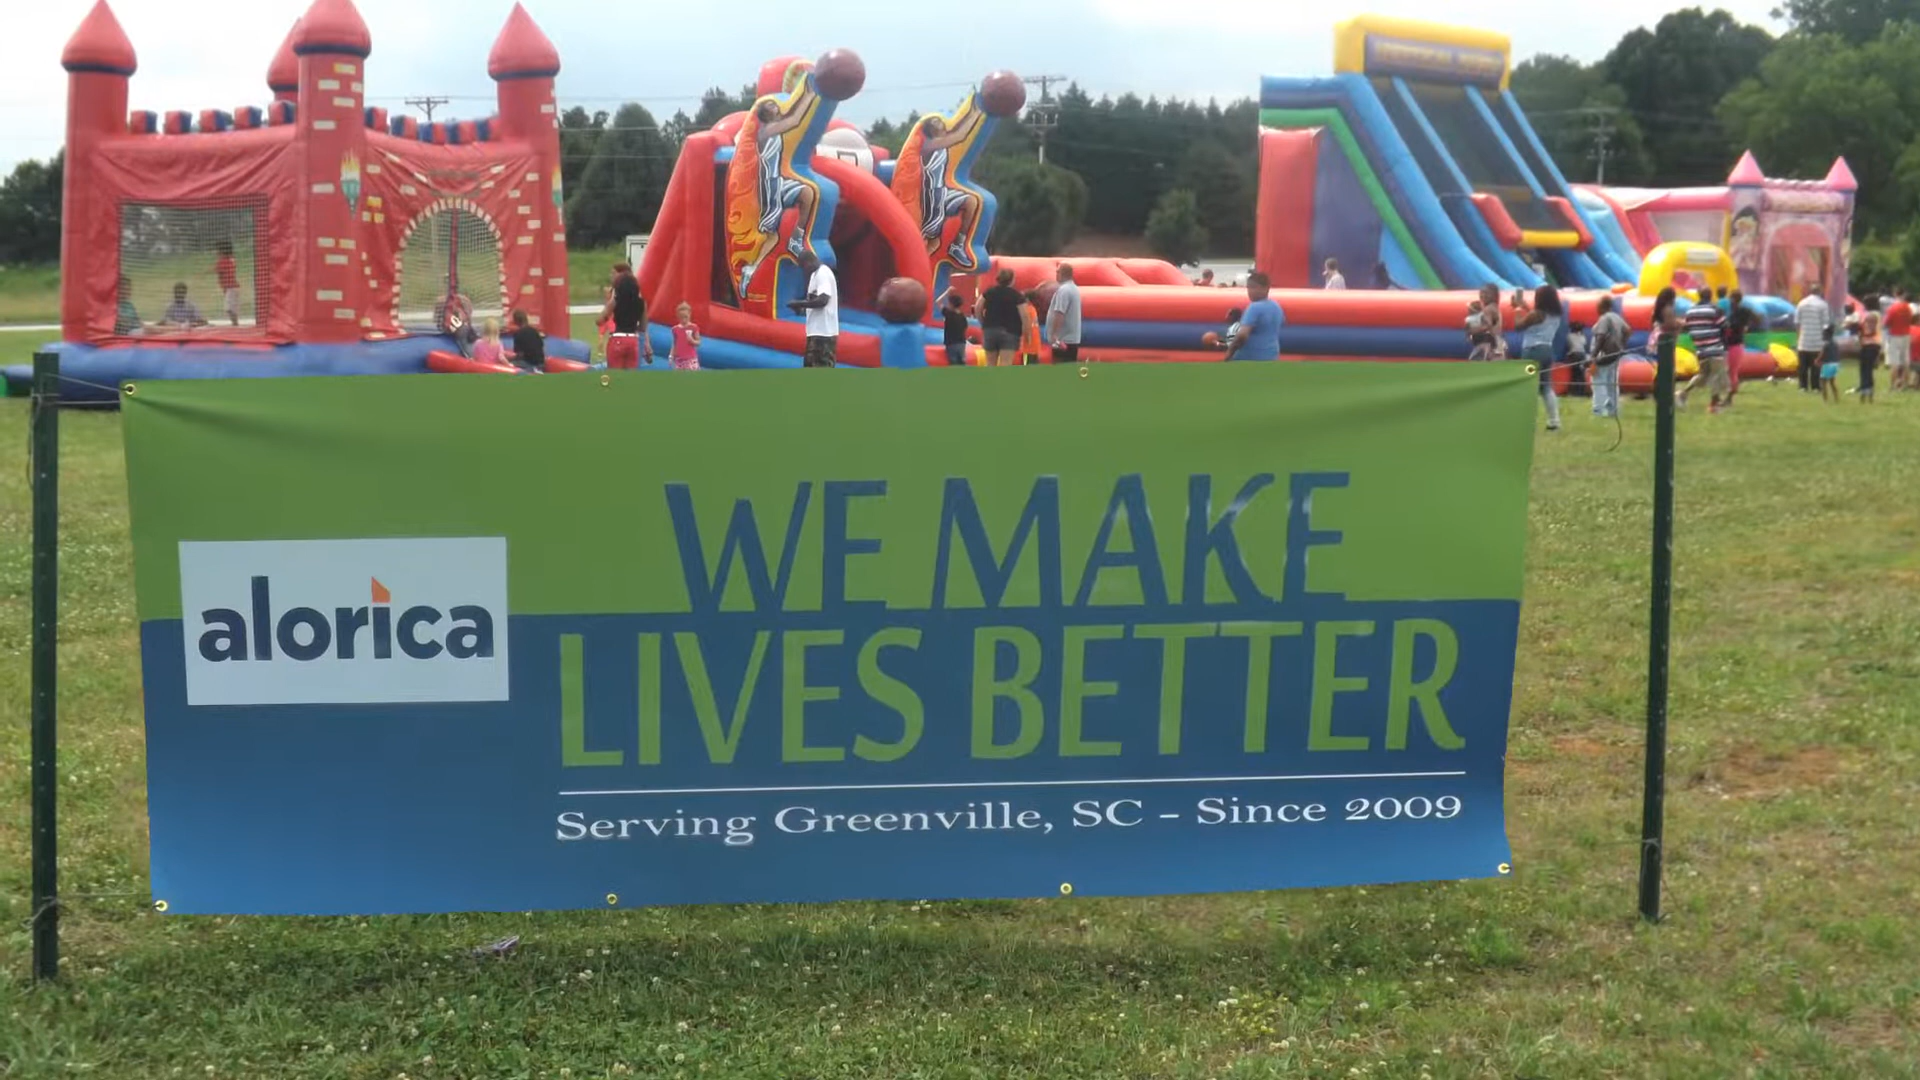 alorica
WE MAKE
LIVES BETTER
Serving Greenville, SC - Since 2009